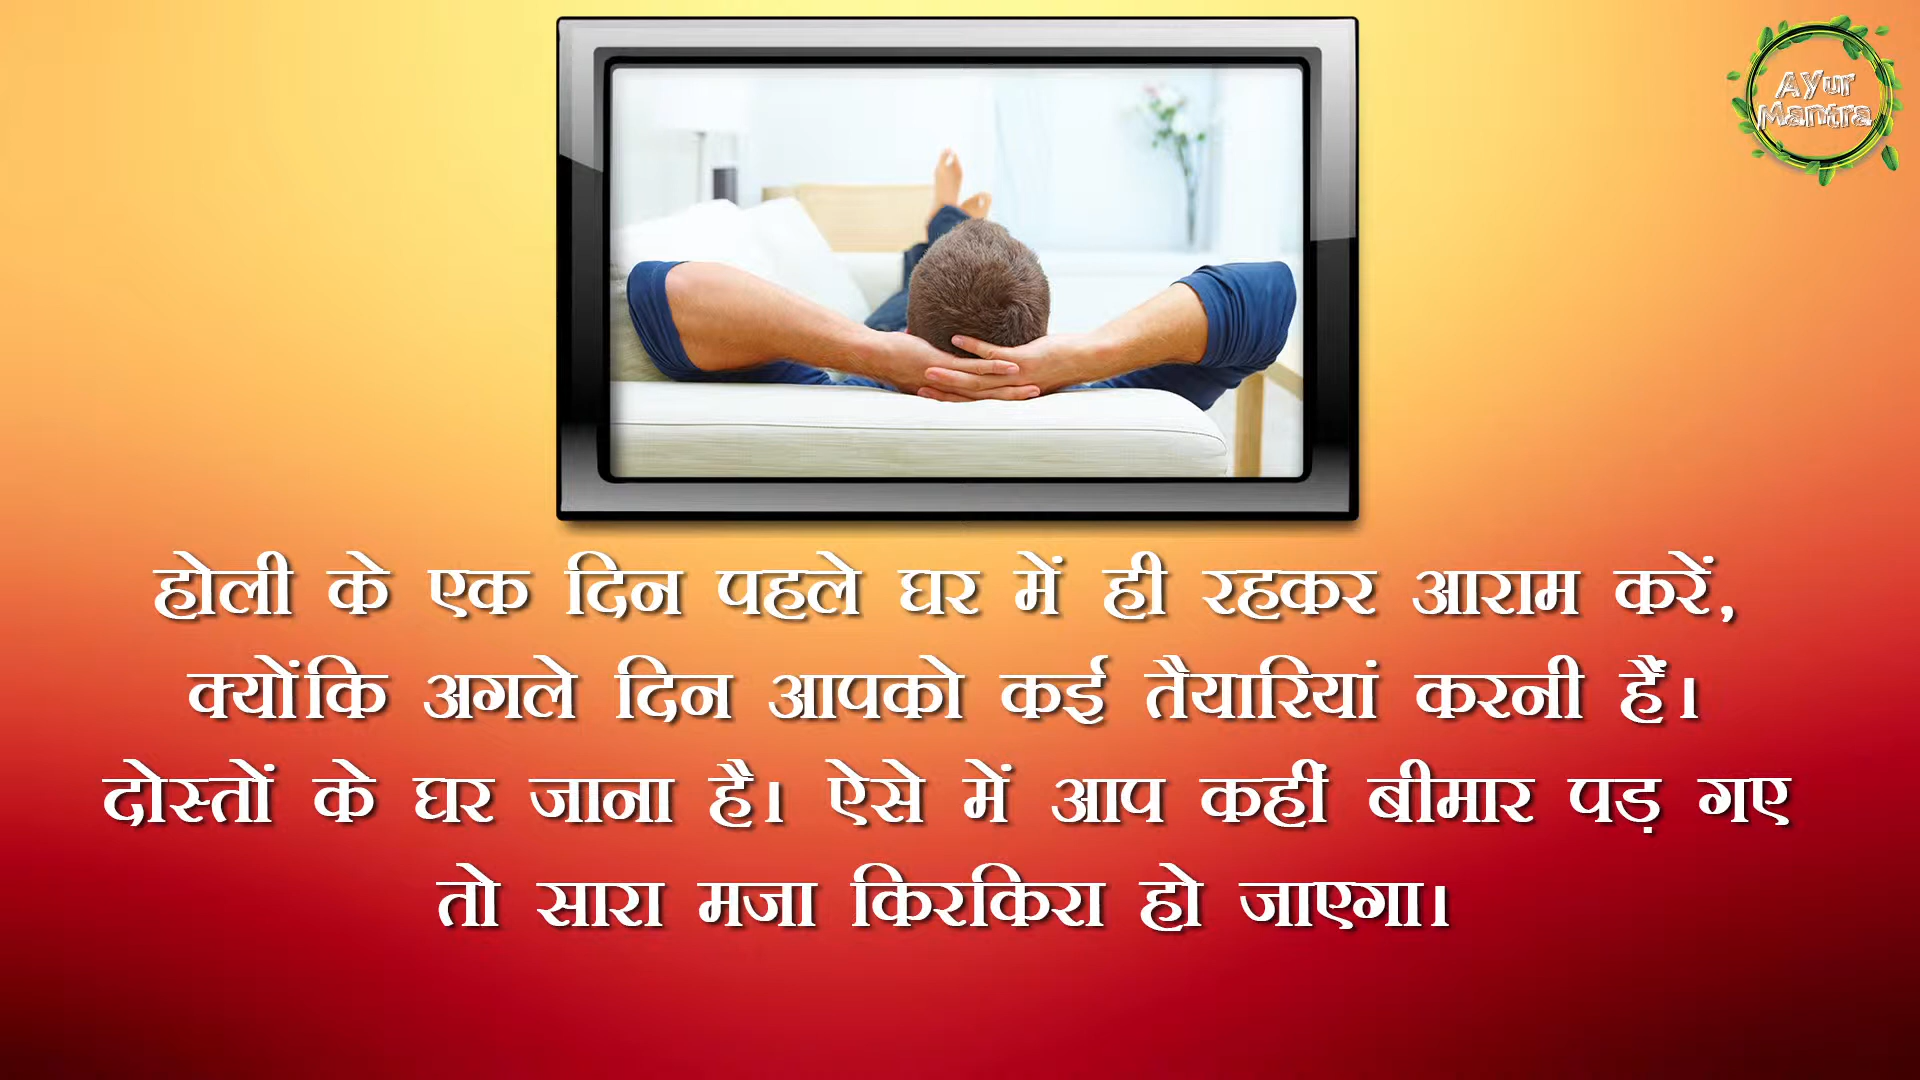 AYur
Mantra
होली के एक दिन पहले घर में ही रहकर आराम करें,
क्योंकि अगले दिन आपको कई तैयारियां करनी हैं।
दोस्तों के घर जाना है। ऐसे में आप कहीं बीमार पड़ गए
तो सारा मजा किरकिरा हो जाएगा।